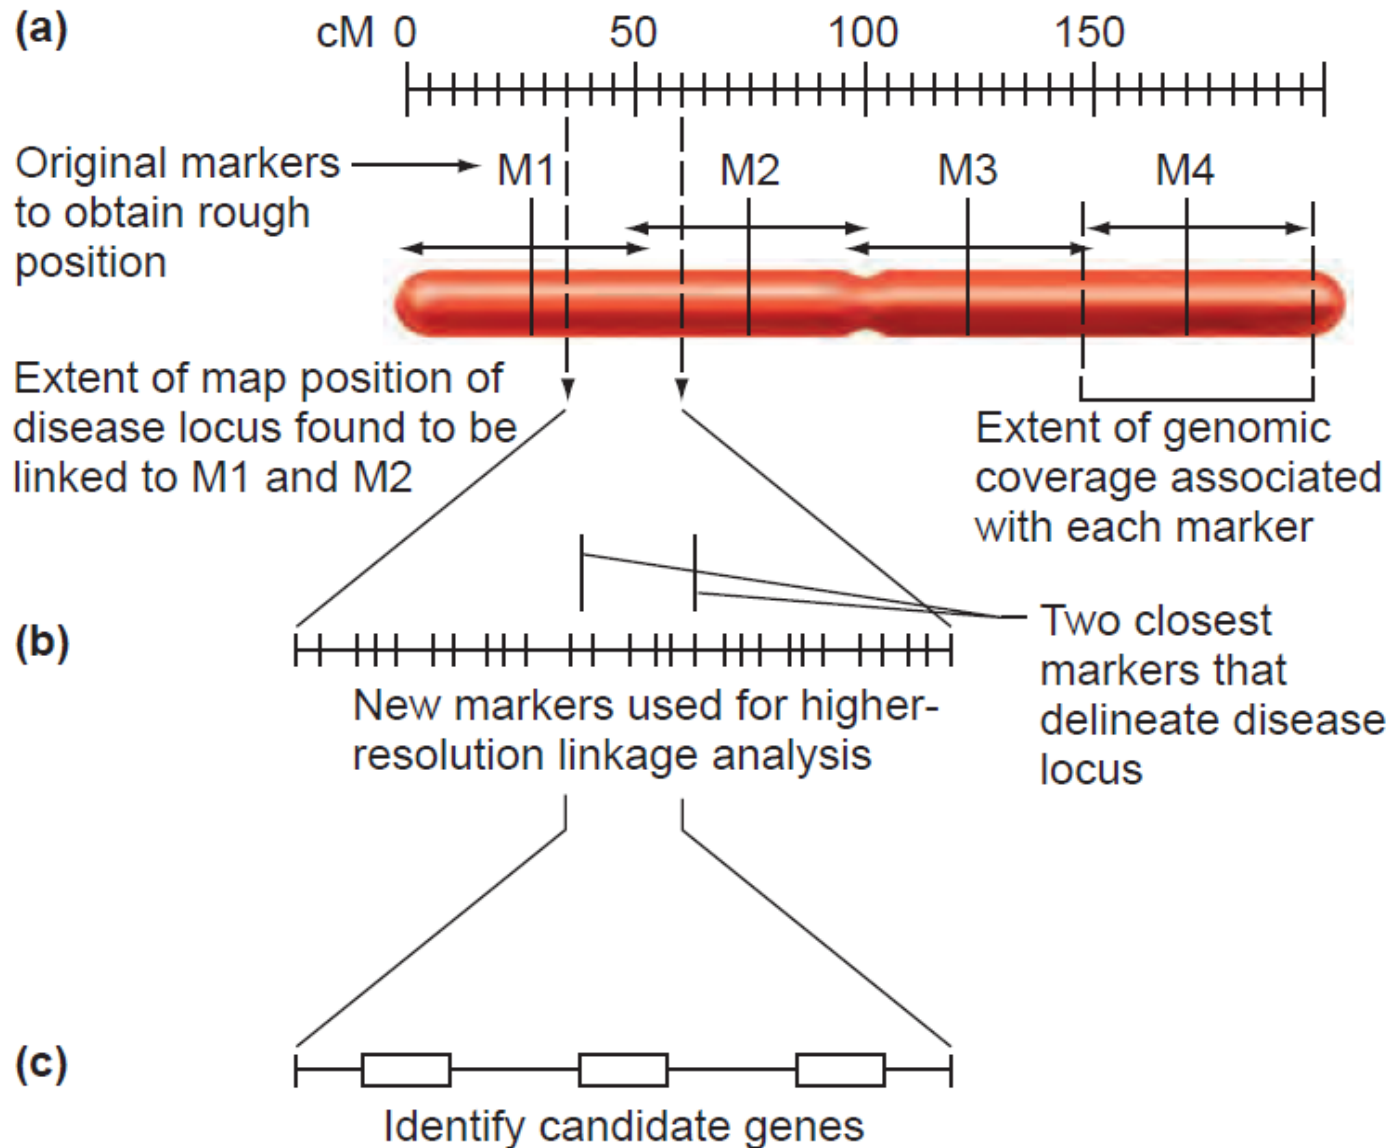 (a)
cM 0 50 100 150
Original markers
to obtain rough
position
M1 M2 M3 M4
Extent of map position of
disease locus found to be
linked to M1 and M2
Extent of genomic
coverage associated
with each marker
(b)
Two closest
markers that
delineate disease
locus
New markers used for higher-
resolution linkage analysis
(c)
Identify candidate genes